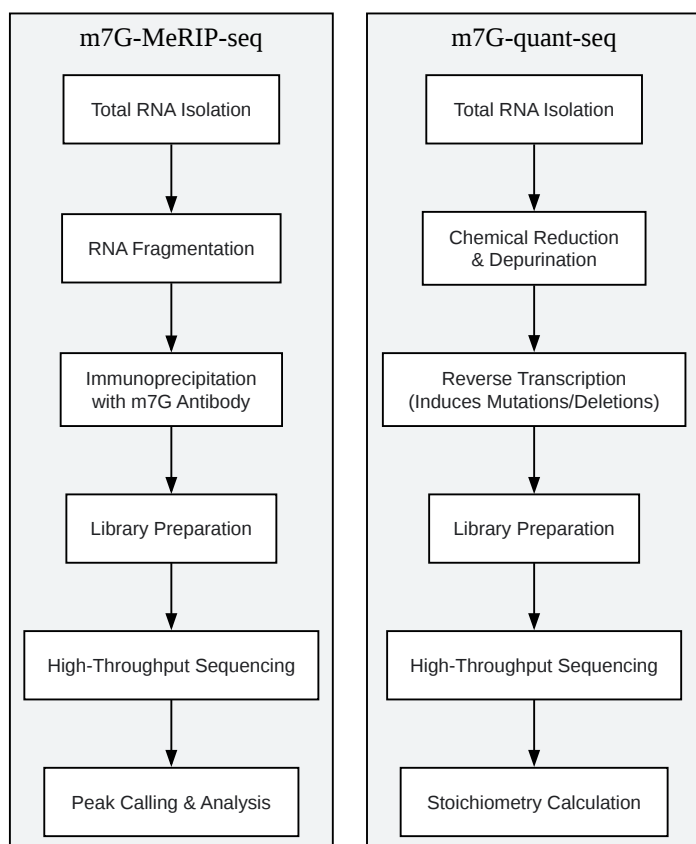 m7G-MeRIP-seq
Total RNA Isolation
RNA Fragmentation
Immunoprecipitation
with m7G Antibody
Library Preparation
High-Throughput Sequencing
Peak Calling & Analysis
m7G-quant-seq
Total RNA Isolation
Chemical Reduction
& Depurination
Reverse Transcription
(Induces Mutations/Deletions)
Library Preparation
High-Throughput Sequencing
Stoichiometry Calculation